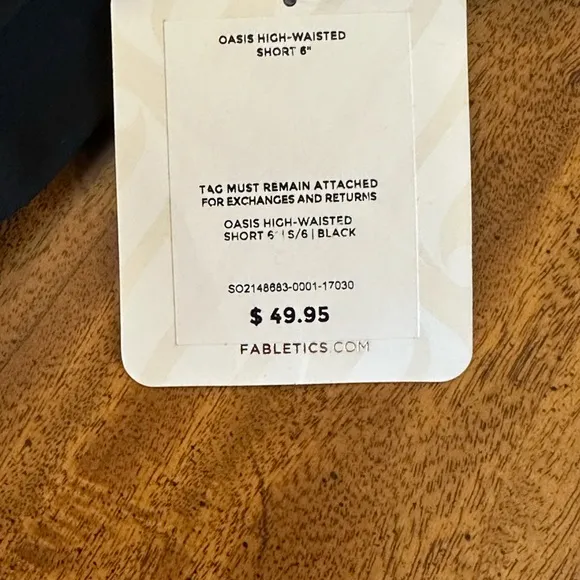 OASIS HIGH-WAISTED
SHORT 6"
TAG MUST REMAIN ATTACHED
FOR EXCHANGES AND RETURNS
OASIS HIGH-WAISTED
SHORT 6" | S/6 | BLACK
SO2148683-0001-17030
$ 49.95
FABLETICS.COM